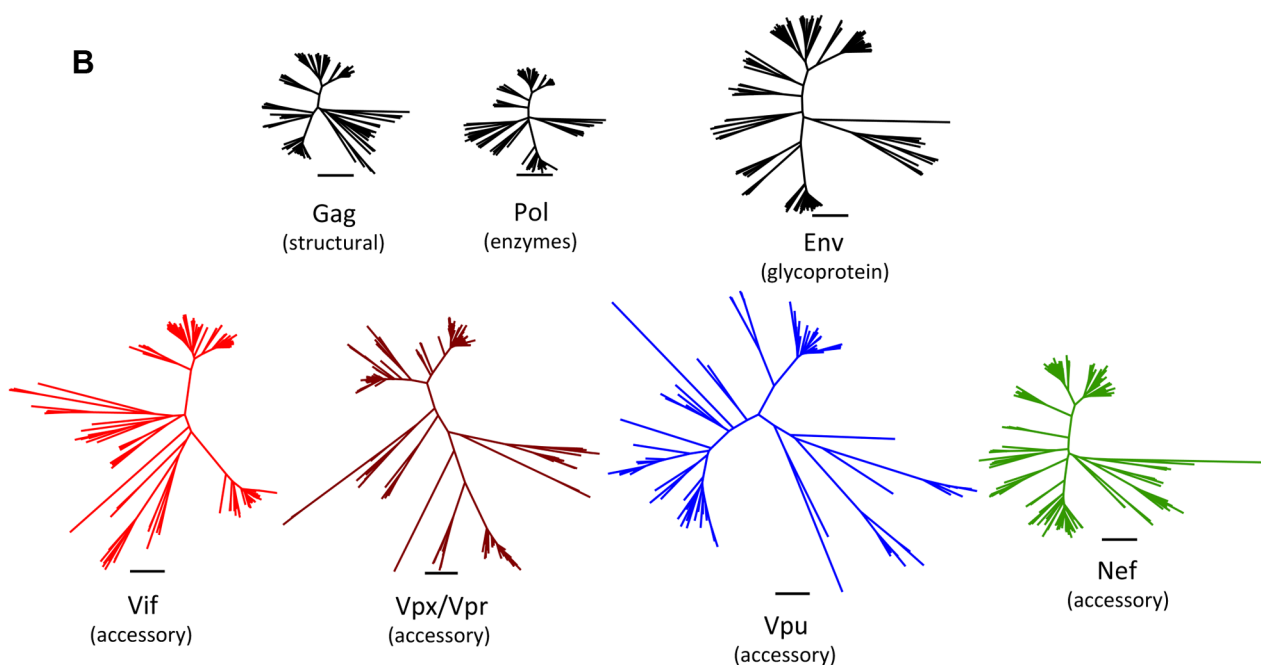 B
Gag
(structural)
Pol
(enzymes)
Env
(glycoprotein)
Vif
(accessory)
Vpx/Vpr
(accessory)
Vpu
(accessory)
Nef
(accessory)